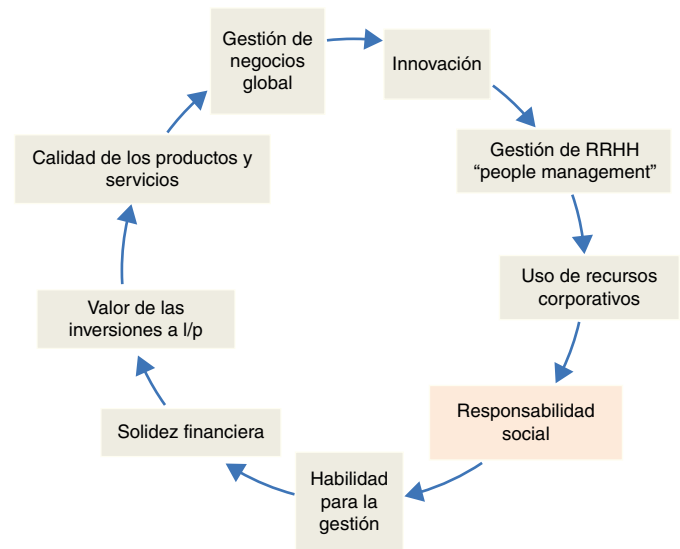 Gestión de
negocios
global
Innovación
Gestión de RRHH
“people management”
Uso de recursos
corporativos
Responsabilidad
social
Habilidad
para la
gestión
Solidez financiera
Valor de las
inversiones a l/p
Calidad de los productos y
servicios